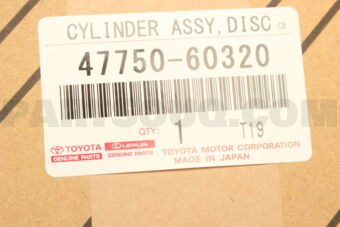 CYLINDER ASSY, DISC CE
47750-60320
QTY: 1 T19
TOYOTA LEXUS TOYOTA MOTOR CORPORATION
GENUINE PARTS GENUINE PARTS MADE IN JAPAN